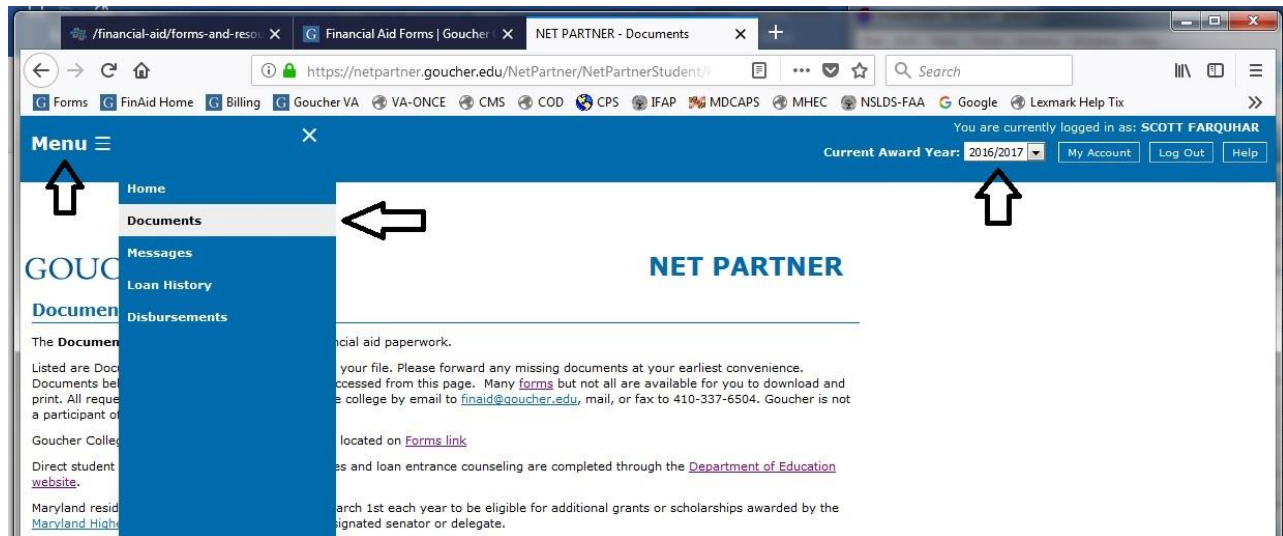 /financial-aid/forms-and-resou
Financial Aid Forms | Goucher
NET PARTNER - Documents
https://netpartner.goucher.edu/NetPartner/NetPartnerStudent/
Search
Forms FinAid Home Billing Goucher VA VA-ONCE CMS COD CPS IFAP MDCAPS MHEC NSLDS-FAA Google Lexmark Help Tix
You are currently logged in as: SCOTT FARQUHAR
Menu
Current Award Year: 2016/2017 My Account Log Out Help
Home
Documents
Messages
Loan History
Disbursements
GOUC
NET PARTNER
Documen
The Documen ncial aid paperwork.
Listed are Doc your file. Please forward any missing documents at your earliest convenience.
Documents bel ccessed from this page. Many forms but not all are available for you to download and
print. All reque e college by email to finaid@goucher.edu, mail, or fax to 410-337-6504. Goucher is not
a participant of
Goucher Colleg located on Forms link
Direct student es and loan entrance counseling are completed through the Department of Education
website.
Maryland resid arch 1st each year to be eligible for additional grants or scholarships awarded by the
Maryland Highe signated senator or delegate.